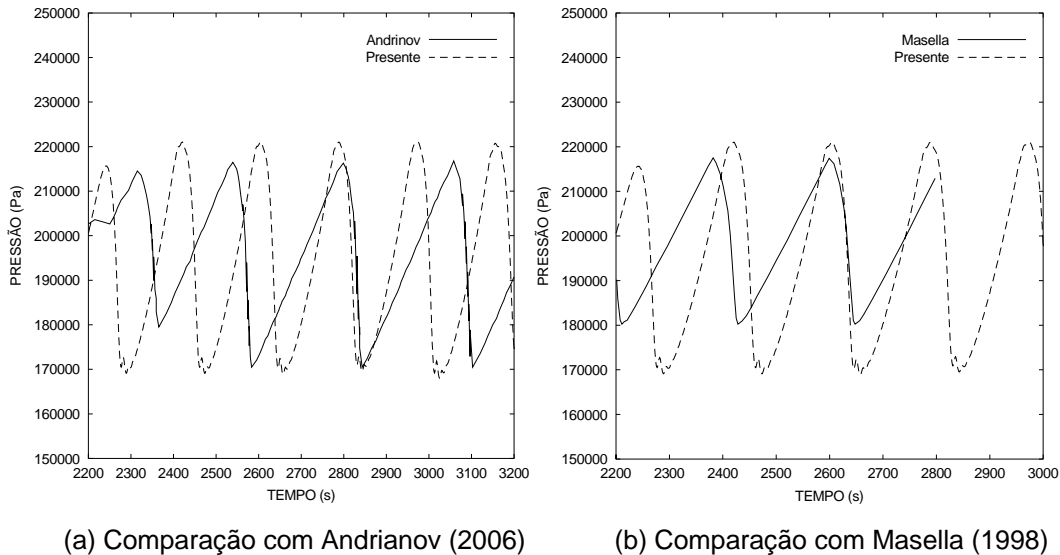 250000
240000
230000
220000
210000
200000
190000
180000
170000
160000
150000
2200 2300 2400 2500 2600 2700 2800 2900 3000 3100 3200
PRESSÃO (Pa)
TEMPO (s)
Andrinov
Presente
(a) Comparação com Andrianov (2006)
250000
240000
230000
220000
210000
200000
190000
180000
170000
160000
150000
2200 2300 2400 2500 2600 2700 2800 2900 3000
PRESSÃO (Pa)
TEMPO (s)
Masella
Presente
(b) Comparação com Masella (1998)